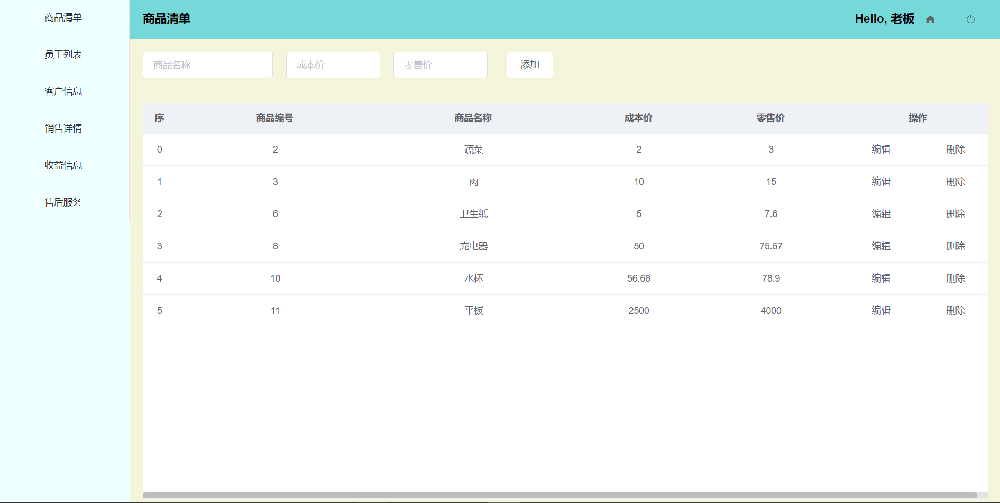 商品清单
员工列表
客户信息
销售详情
收益信息
售后服务
商品清单 Hello, 老板
商品名称 成本价 零售价 添加
序 商品编号 商品名称 成本价 零售价 操作
0 2 蔬菜 2 3 编辑 删除
1 3 肉 10 15 编辑 删除
2 6 卫生纸 5 7.6 编辑 删除
3 8 充电器 50 75.57 编辑 删除
4 10 水杯 56.68 78.9 编辑 删除
5 11 平板 2500 4000 编辑 删除